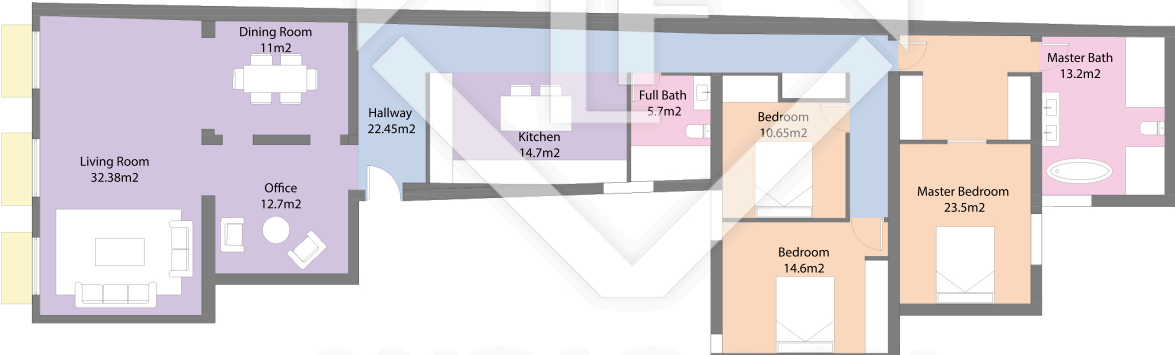 Dining Room
11m2
Living Room
32.38m2
Office
12.7m2
Hallway
22.45m2
Kitchen
14.7m2
Full Bath
5.7m2
Bedroom
10.65m2
Bedroom
14.6m2
Master Bedroom
23.5m2
Master Bath
13.2m2